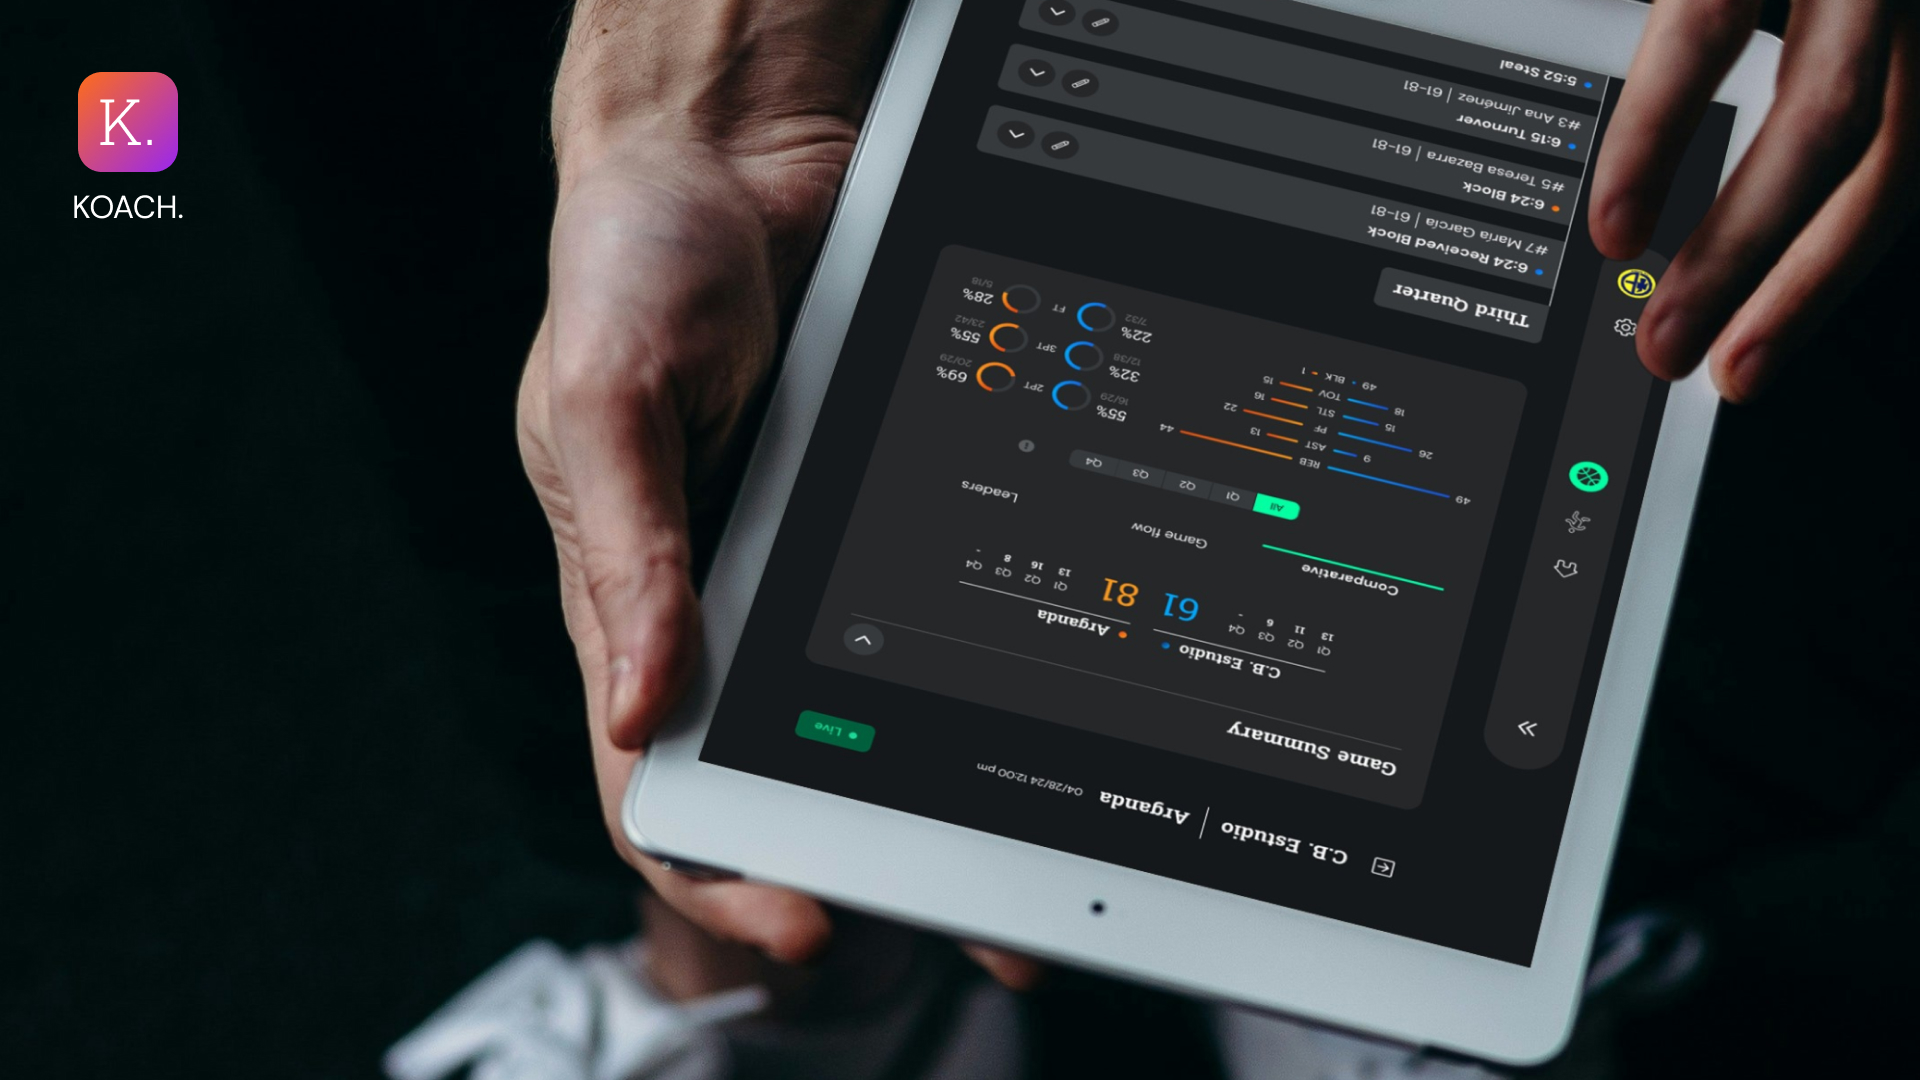 K.
KOACH.
C.B. Estudio | Arganda 04/28/24 12:00 pm
Live
Game Summary
C.B. Estudio
Arganda
Q1 Q2 Q3 Q4
13 11 6 -
61
81
Q1 Q2 Q3 Q4
13 16 8 -
Comparative
Game flow
Leaders
All Q1 Q2 Q3 Q4
49 REB 44
9 AST 13
26 PF 22
15 STL 16
18 TOV 15
49 BLK 1
55% 16/29 2PT 69% 20/29
32% 12/38 3PT 55% 23/42
22% 7/32 FT 28% 5/18
Third Quarter
6:24 Received Block
#7 María García | 61-81
6:24 Block
#5 Teresa Bazarra | 61-81
6:15 Turnover
#3 Ana Jiménez | 61-81
5:52 Steal